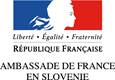 Liberté • Égalité • Fraternité
RÉPUBLIQUE FRANÇAISE
AMBASSADE DE FRANCE
EN SLOVENIE